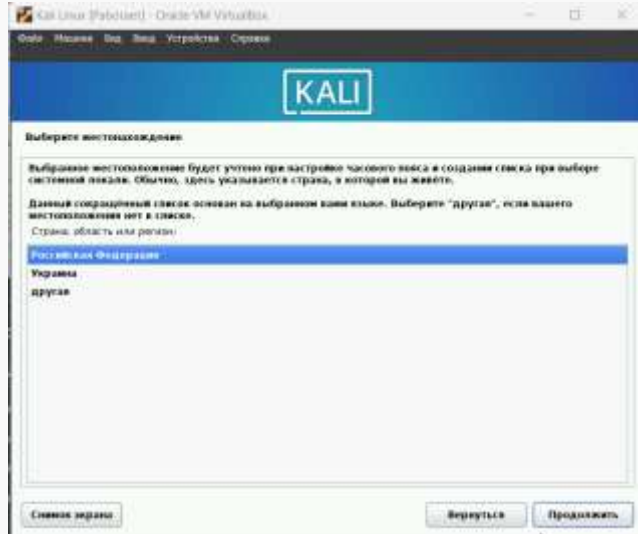 Kali Linux [Работает] - Oracle VM VirtualBox
Файл Машина Вид Ввод Устройства Справка
KALI
Выберите местонахождение
Выбранное местоположение будет учтено при настройке часового пояса и создании списка при выборе
системной локали. Обычно, здесь указывается страна, в которой вы живёте.
Данный сокращённый список основан на выбранном вами языке. Выберите "другая", если вашего
местоположения нет в списке.
Страна, область или регион:
Российская Федерация
Украина
другая
Снимок экрана
Вернуться
Продолжить